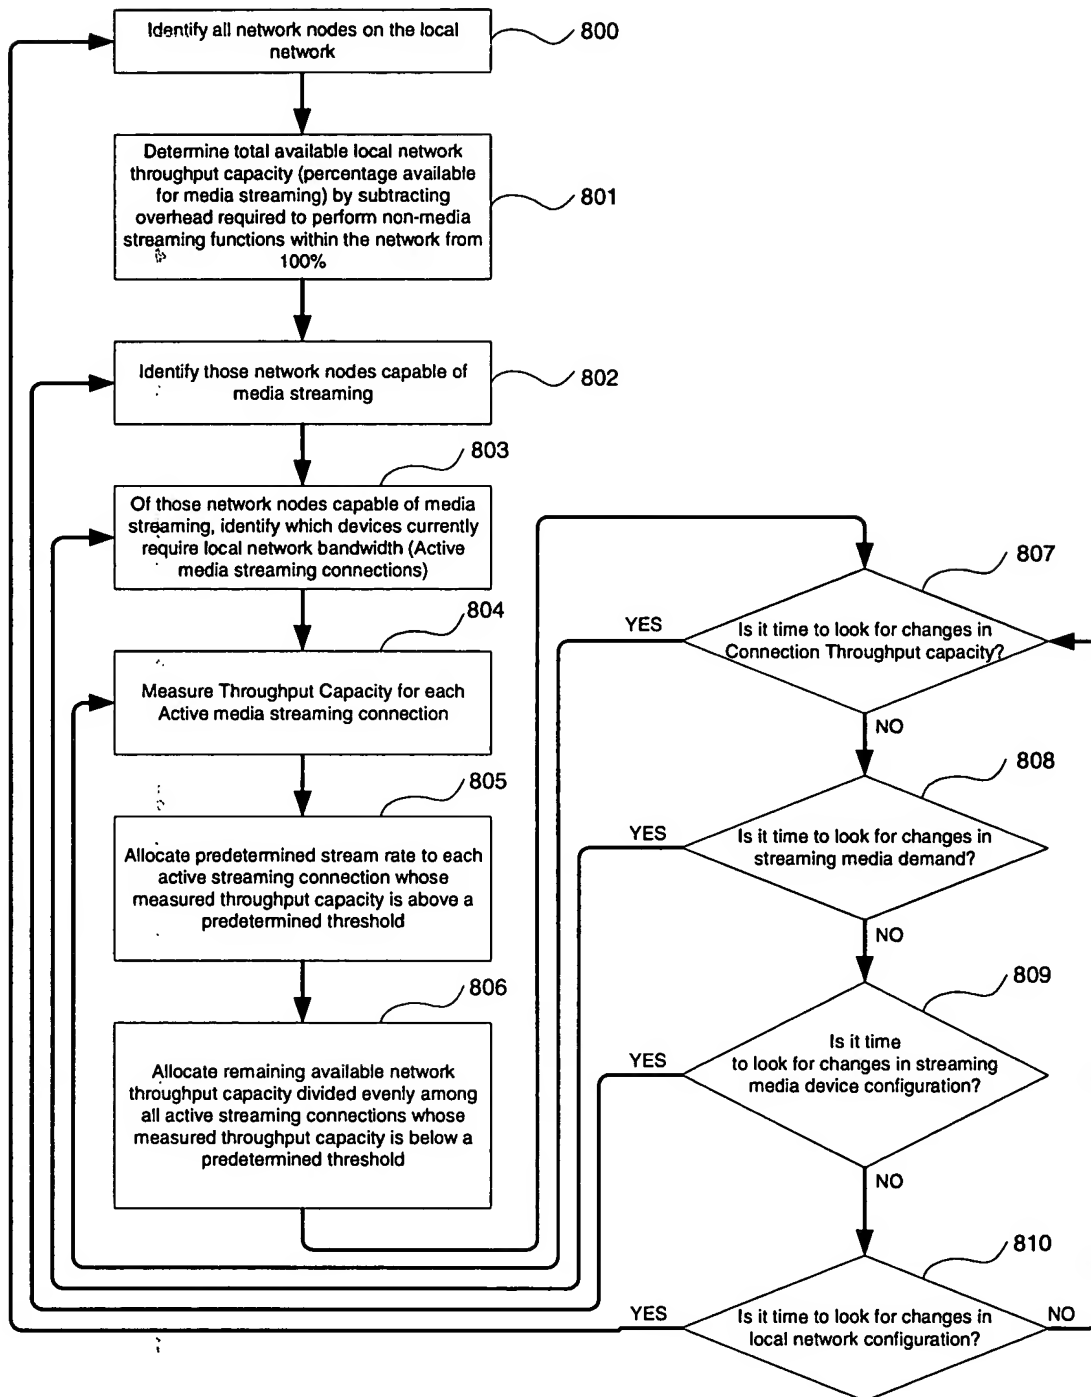 Identify all network nodes on the local
network
800
Determine total available local network
throughput capacity (percentage available
for media streaming) by subtracting
overhead required to perform non-media
streaming functions within the network from
100%
801
Identify those network nodes capable of
media streaming
802
803
Of those network nodes capable of media
streaming, identify which devices currently
require local network bandwidth (Active
media streaming connections)
804
Measure Throughput Capacity for each
Active media streaming connection
805
Allocate predetermined stream rate to each
active streaming connection whose
measured throughput capacity is above a
predetermined threshold
806
Allocate remaining available network
throughput capacity divided evenly among
all active streaming connections whose
measured throughput capacity is below a
predetermined threshold
807
YES
Is it time to look for changes in
Connection Throughput capacity?
NO
808
YES
Is it time to look for changes in
streaming media demand?
NO
809
YES
Is it time
to look for changes in streaming
media device configuration?
NO
810
YES
Is it time to look for changes in
local network configuration?
NO